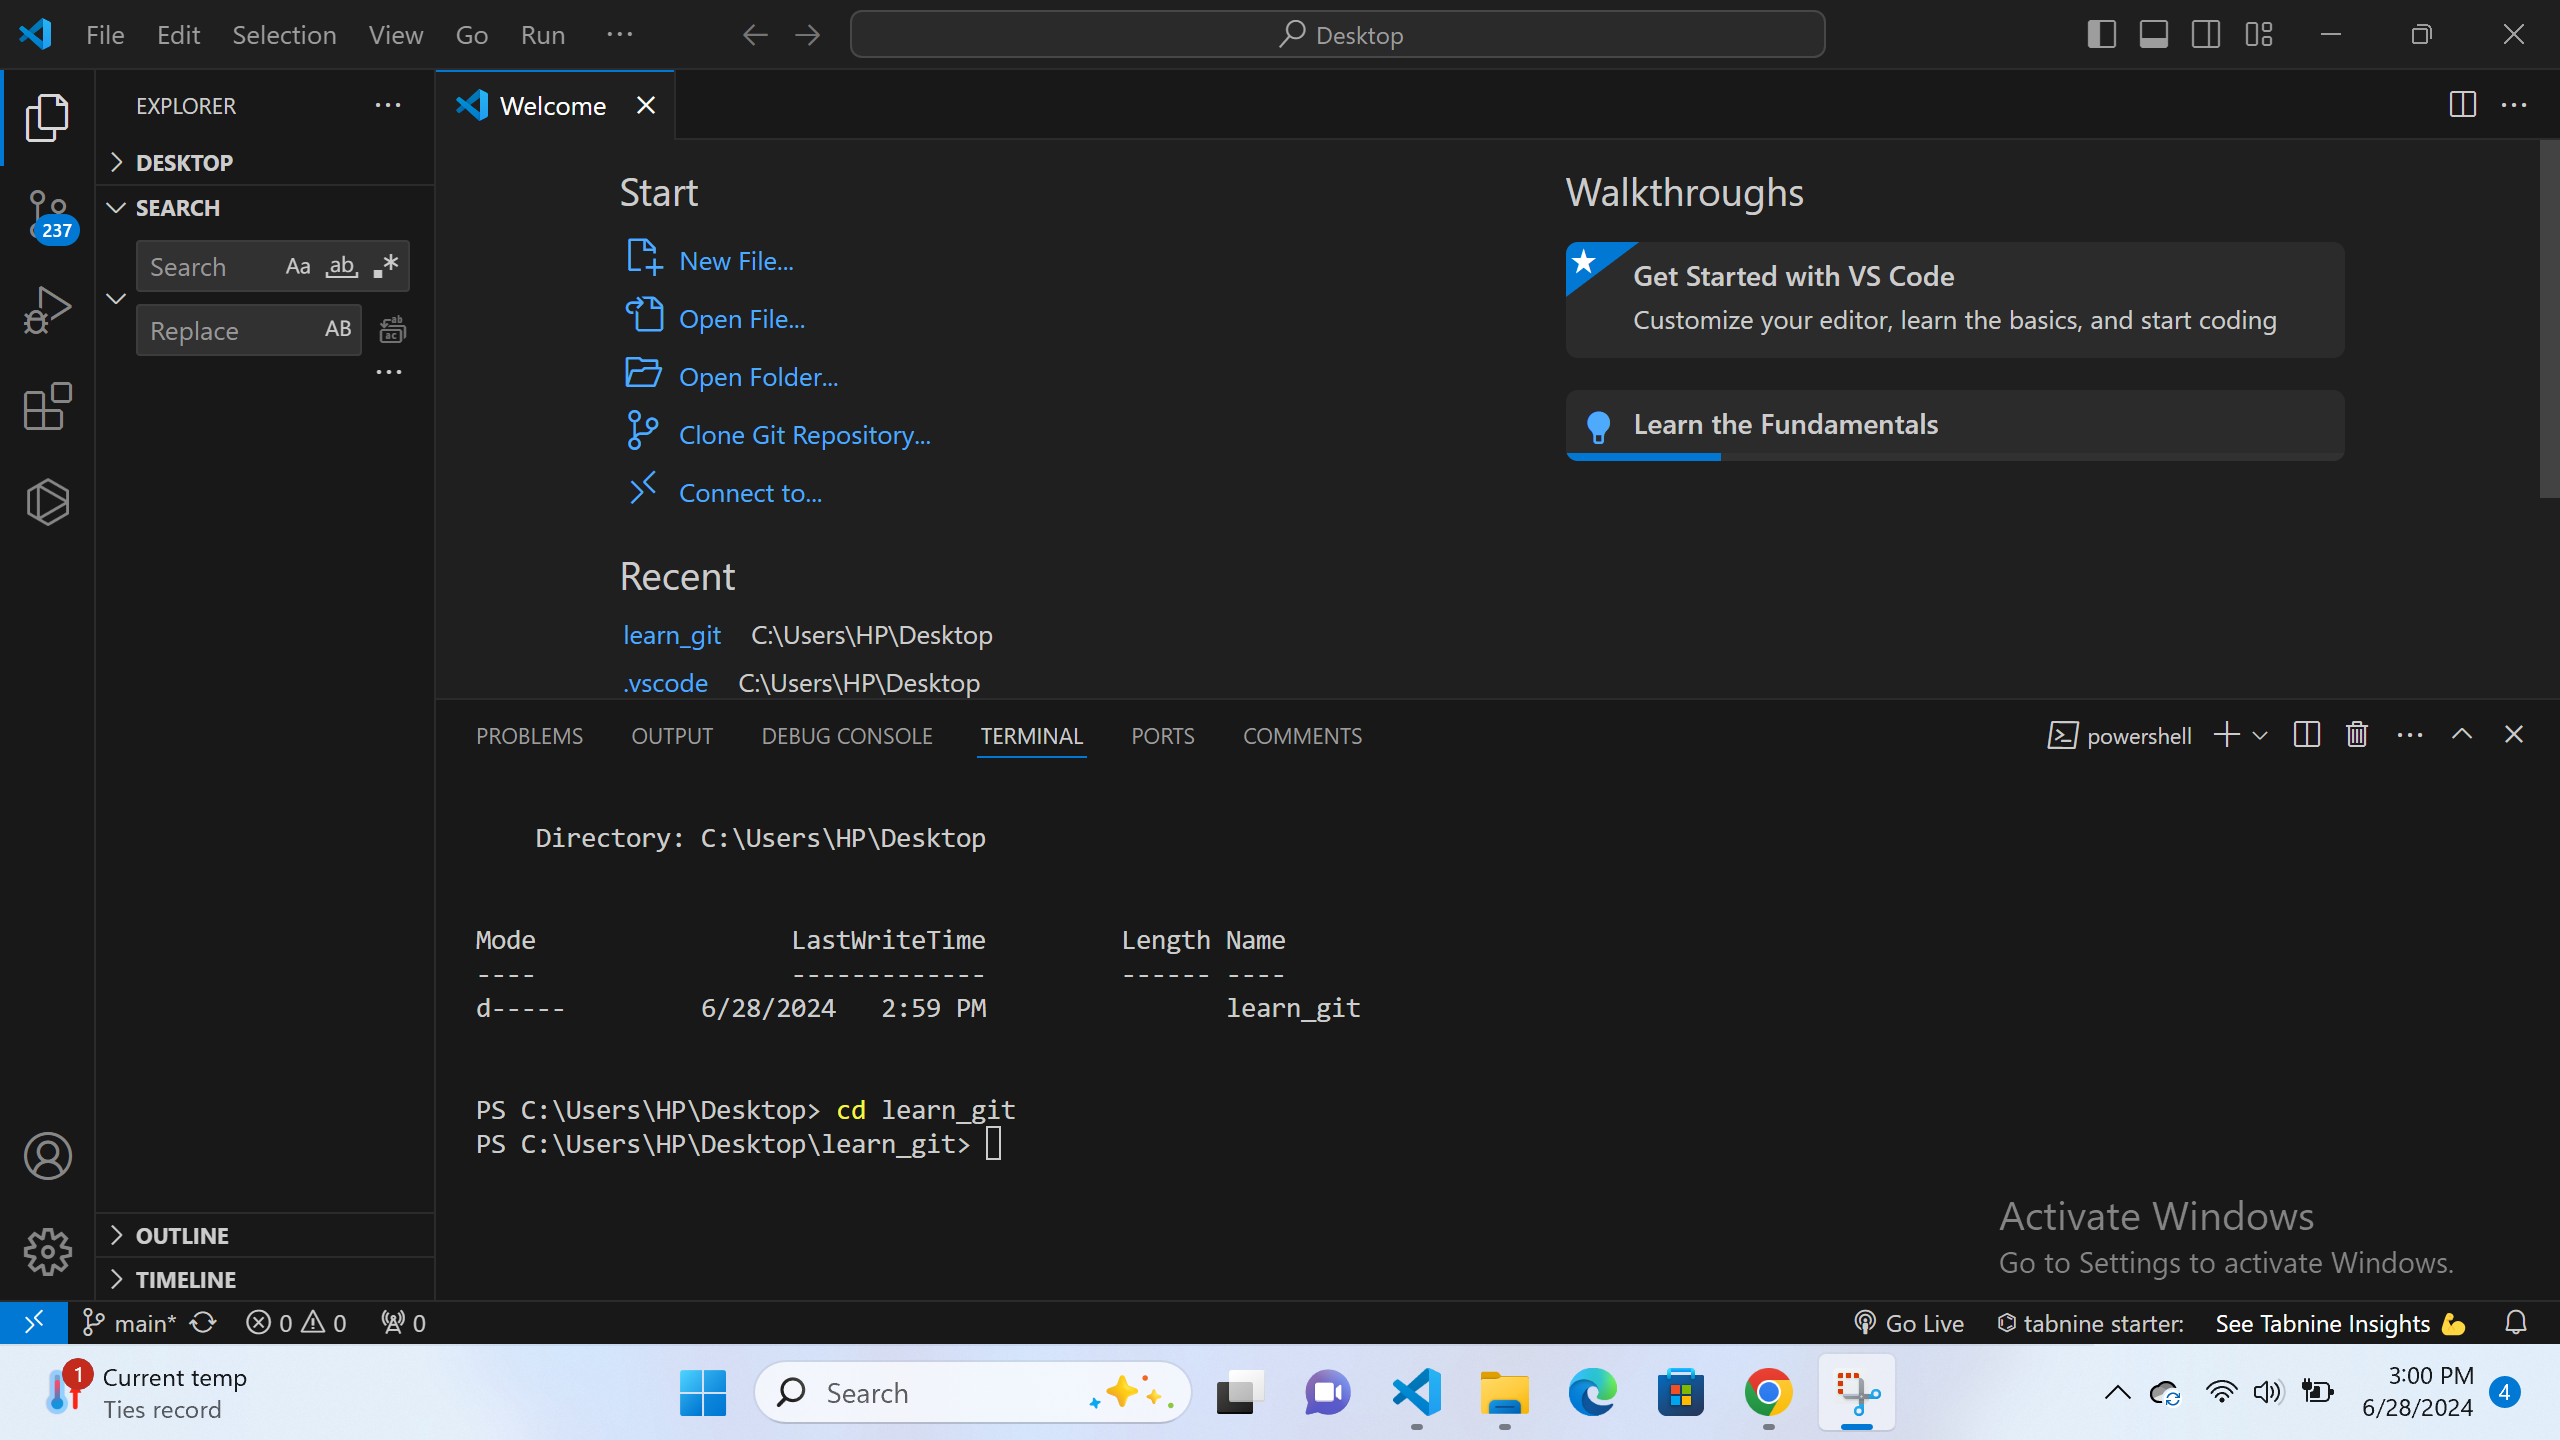 File Edit Selection View Go Run ...
Desktop
EXPLORER
DESKTOP
SEARCH
Search Aa ab .*
Replace AB
237
Welcome
Start
New File...
Open File...
Open Folder...
Clone Git Repository...
Connect to...
Recent
learn_git C:\Users\HP\Desktop
.vscode C:\Users\HP\Desktop
Walkthroughs
Get Started with VS Code
Customize your editor, learn the basics, and start coding
Learn the Fundamentals
PROBLEMS OUTPUT DEBUG CONSOLE TERMINAL PORTS COMMENTS
powershell
Directory: C:\Users\HP\Desktop
Mode LastWriteTime Length Name
---- ------------- ------ ----
d----- 6/28/2024 2:59 PM learn_git
PS C:\Users\HP\Desktop> cd learn_git
PS C:\Users\HP\Desktop\learn_git>
OUTLINE
TIMELINE
Activate Windows
Go to Settings to activate Windows.
main* 0 0 0
Go Live tabnine starter: See Tabnine Insights
1
Current temp
Ties record
Search
3:00 PM
6/28/2024
4